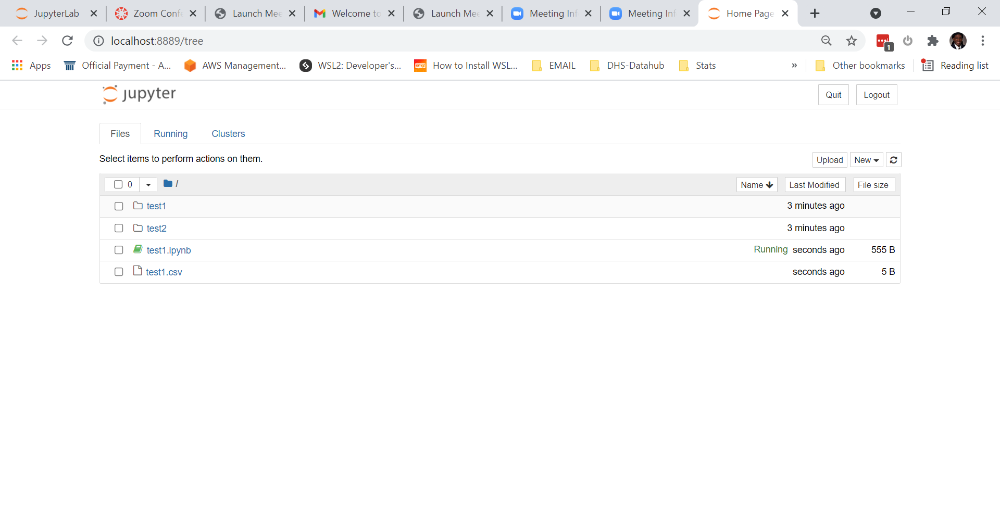 JupyterLab Zoom Conf Launch Mee Welcome to Launch Mee Meeting Inf Meeting Inf Home Page
localhost:8889/tree
1
Apps Official Payment - A... AWS Management... WSL2: Developer's... omg! How to Install WSL... EMAIL DHS-Datahub Stats » Other bookmarks Reading list
jupyter Quit Logout
Files Running Clusters
Select items to perform actions on them. Upload New
0 / Name Last Modified File size
test1 3 minutes ago
test2 3 minutes ago
test1.ipynb Running seconds ago 555 B
test1.csv seconds ago 5 B